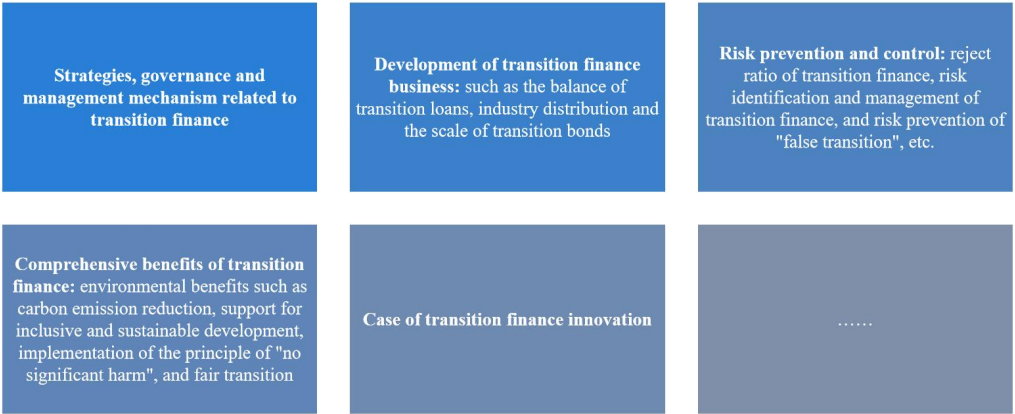 Strategies, governance and
management mechanism related to
transition finance
Development of transition finance
business: such as the balance of
transition loans, industry distribution and
the scale of transition bonds
Risk prevention and control: reject
ratio of transition finance, risk
identification and management of
transition finance, and risk prevention of
"false transition", etc.
Comprehensive benefits of transition
finance: environmental benefits such as
carbon emission reduction, support for
inclusive and sustainable development,
implementation of the principle of "no
significant harm", and fair transition
Case of transition finance innovation
……